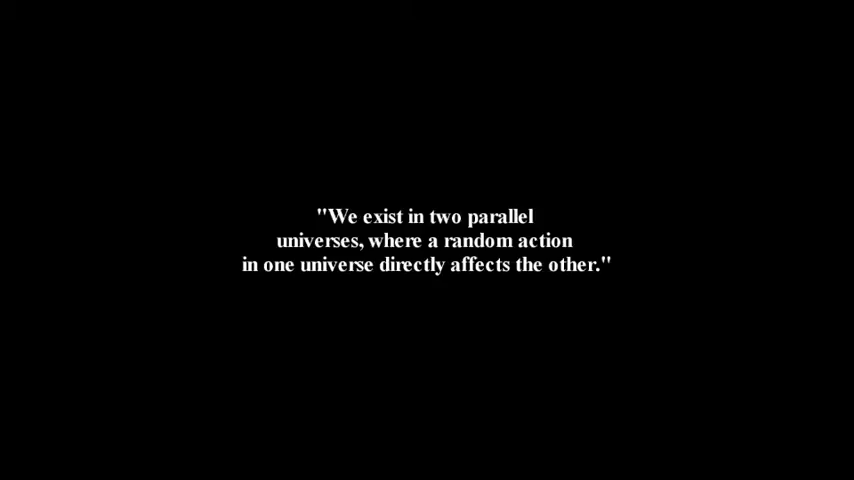 "We exist in two parallel
universes, where a random action
in one universe directly affects the other."